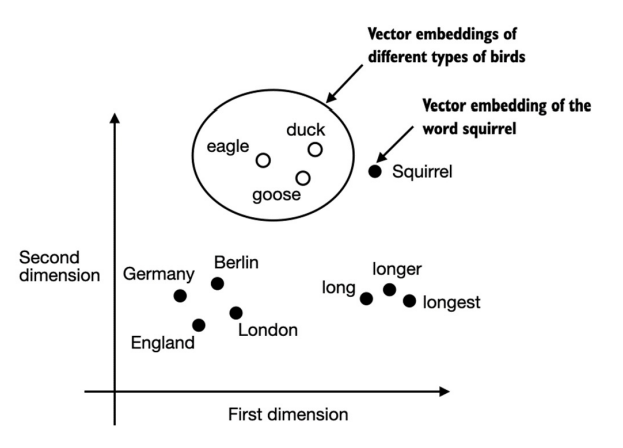 Vector embeddings of
different types of birds
Vector embedding of the
word squirrel
duck
eagle
goose
Squirrel
Second
dimension
Germany
Berlin
England
London
long
longer
longest
First dimension